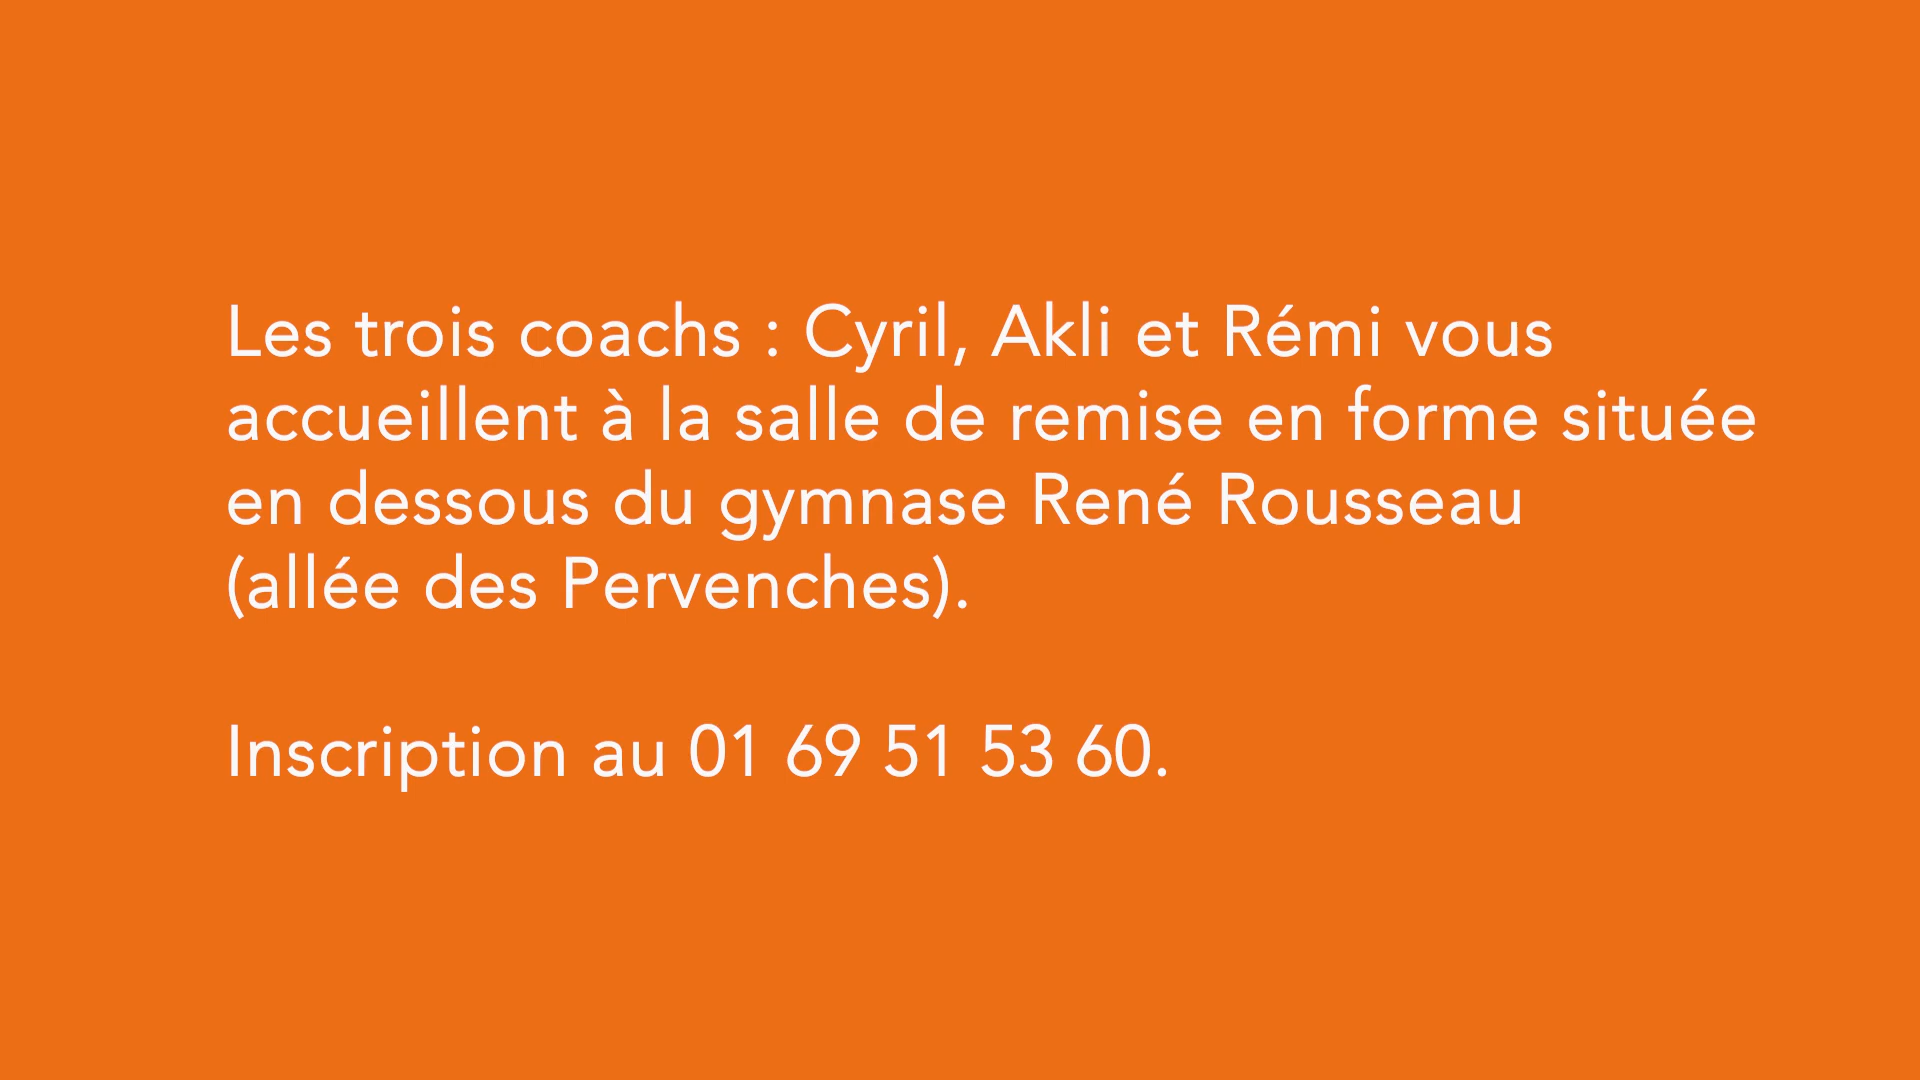 Les trois coachs : Cyril, Akli et Rémi vous
accueillent à la salle de remise en forme située
en dessous du gymnase René Rousseau
(allée des Pervenches).
Inscription au 01 69 51 53 60.